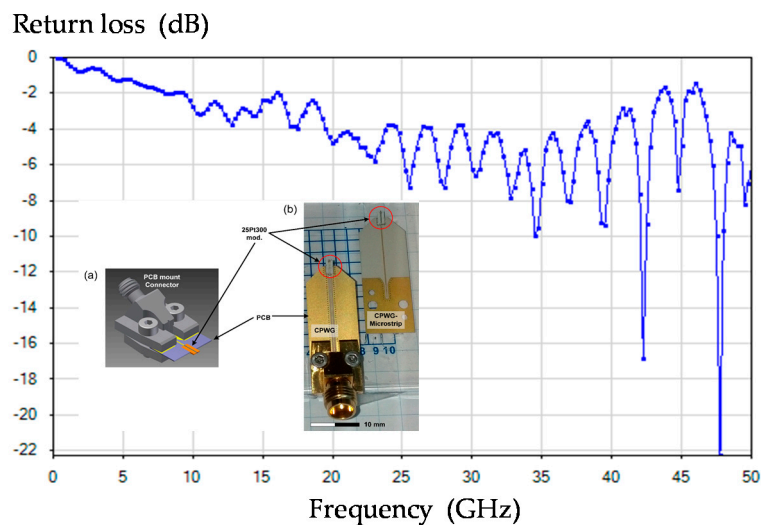 Return loss (dB)
0
-2
-4
-6
-8
-10
-12
-14
-16
-18
-20
-22
(b)
25Pt300
mod.
(a)
PCB mount
Connector
PCB
CPWG
CPWG-
Microstrip
8 9 10
10 mm
0 5 10 15 20 25 30 35 40 45 50
Frequency (GHz)